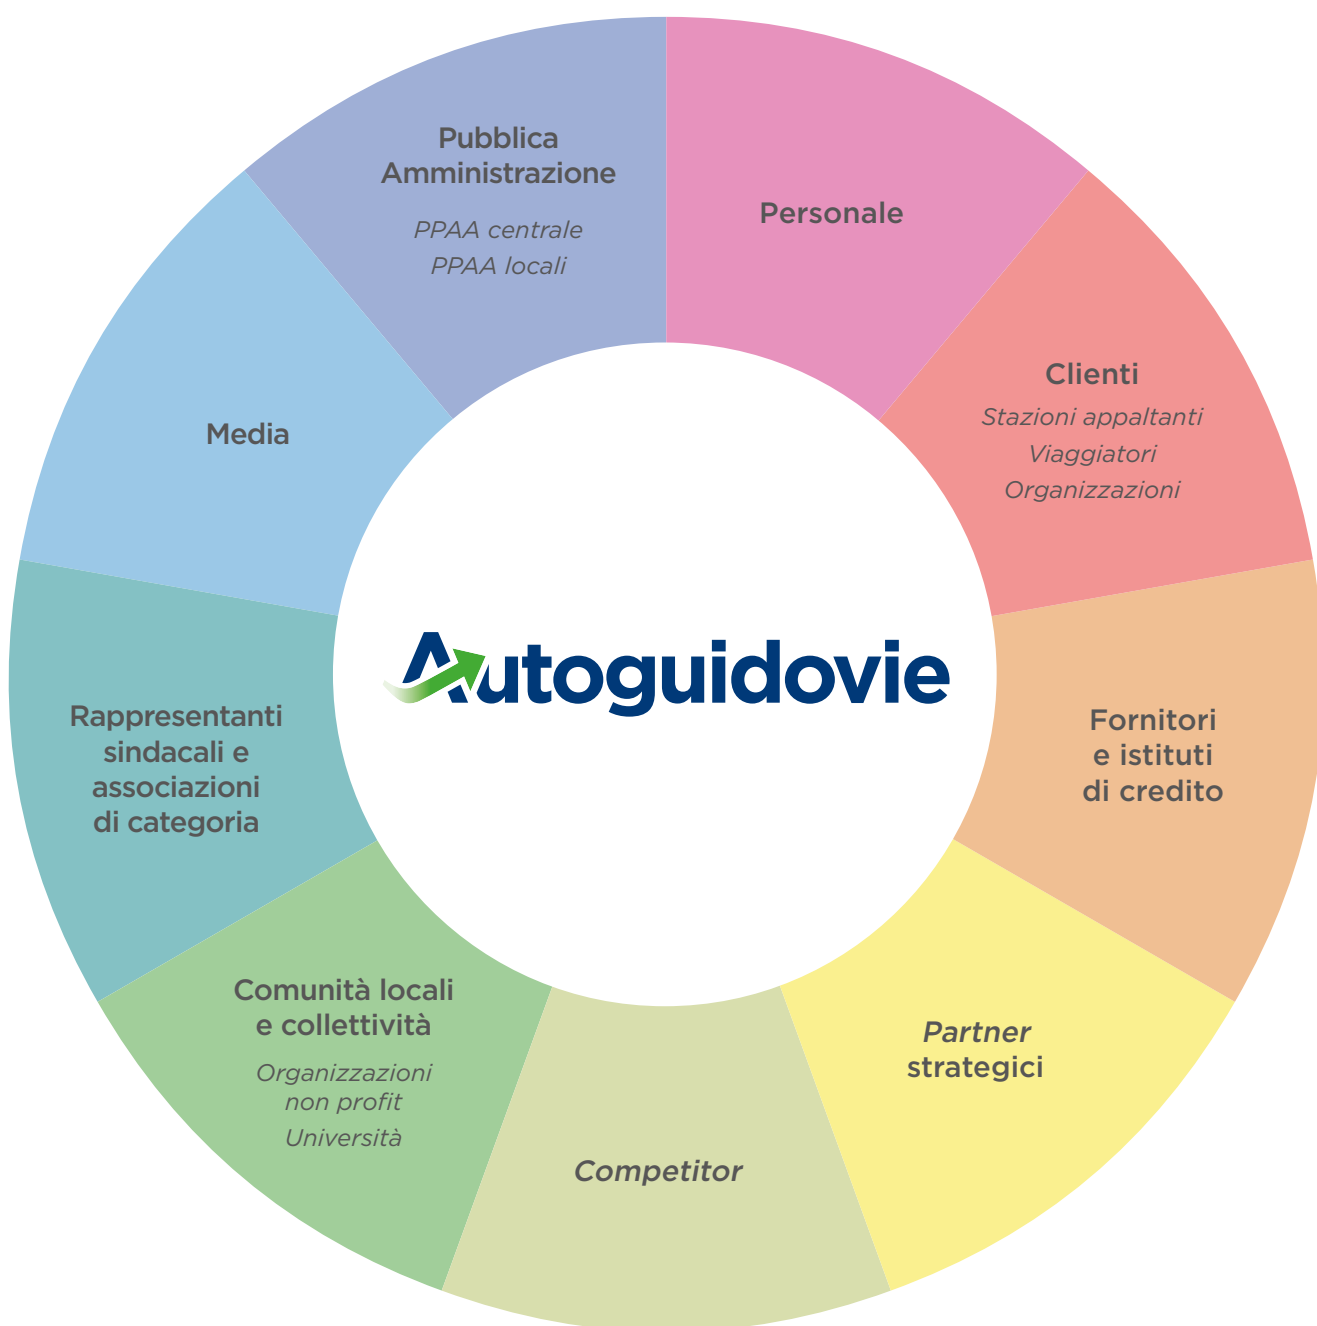 Pubblica
Amministrazione
PPAA centrale
PPAA locali
Personale
Clienti
Stazioni appaltanti
Viaggiatori
Organizzazioni
Media
Autoguidovie
Rappresentanti
sindacali e
associazioni
di categoria
Fornitori
e istituti
di credito
Comunità locali
e collettività
Organizzazioni
non profit
Università
Partner
strategici
Competitor